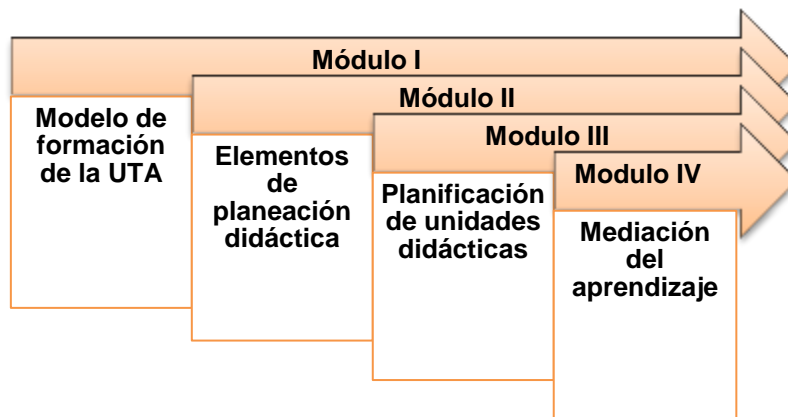 Módulo I
Modelo de
formación
de la UTA
Módulo II
Elementos
de
planeación
didáctica
Modulo III
Planificación
de unidades
didácticas
Modulo IV
Mediación
del
aprendizaje